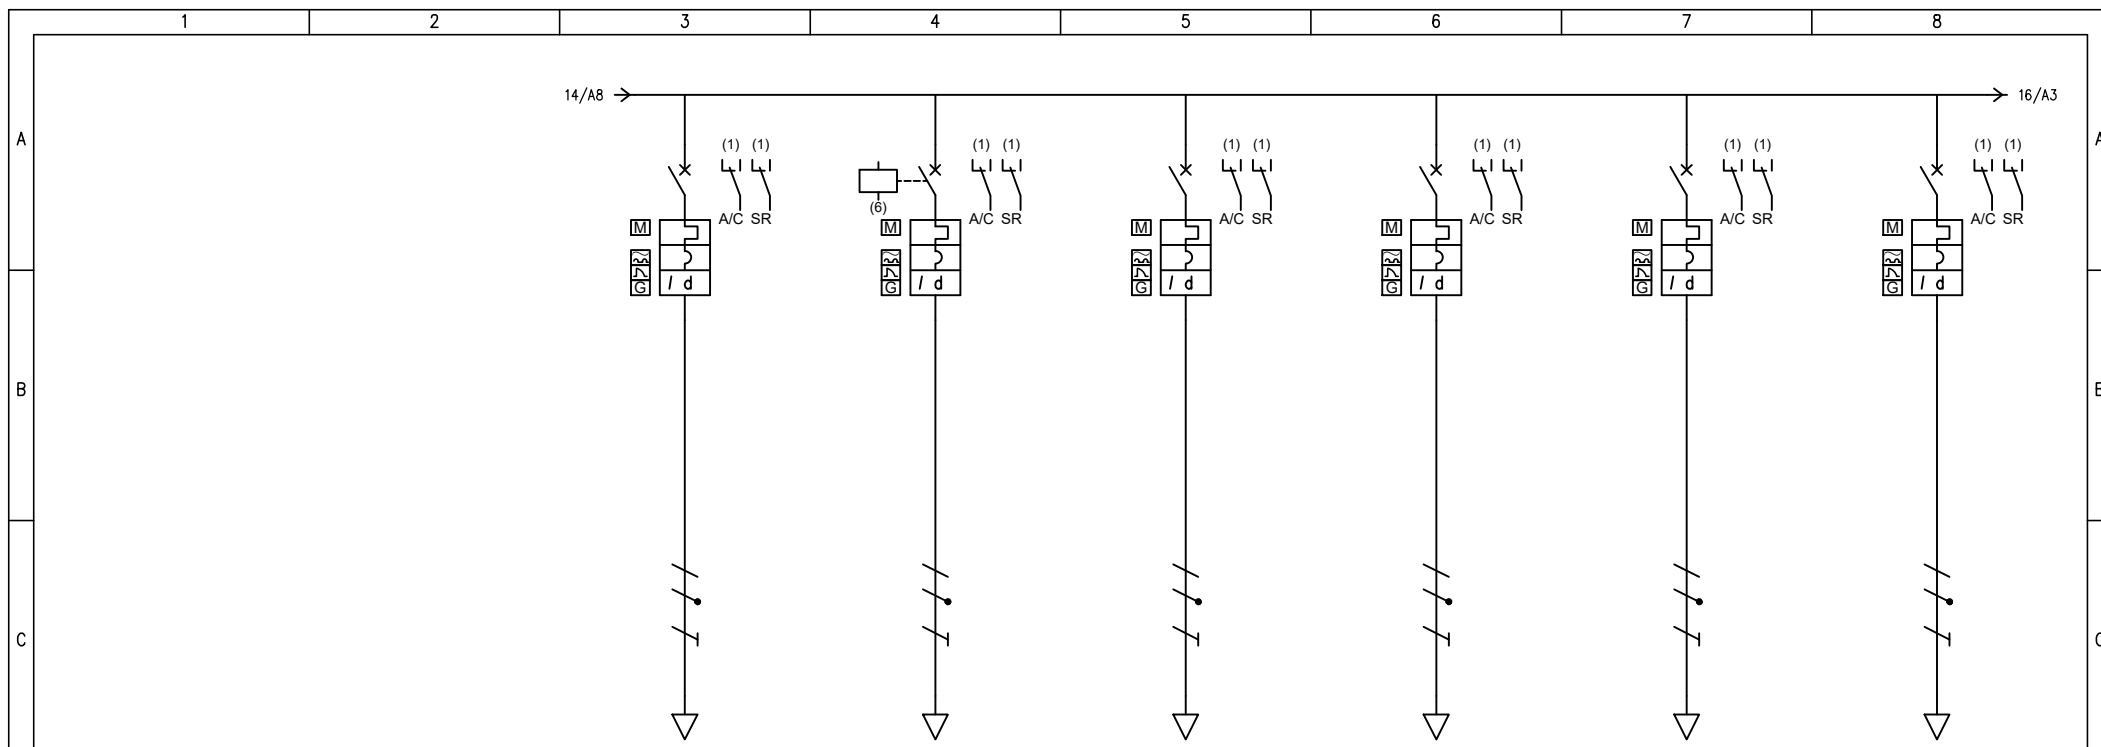 1 2 3 4 5 6 7 8
14/A8 16/A3
A A
(1) (1) (1) (1) (1) (1) (1) (1) (1) (1) (1) (1)
(6)
A/C SR A/C SR A/C SR A/C SR A/C SR A/C SR
M M M M M M
G I d G I d G I d G I d G I d G I d
B
C